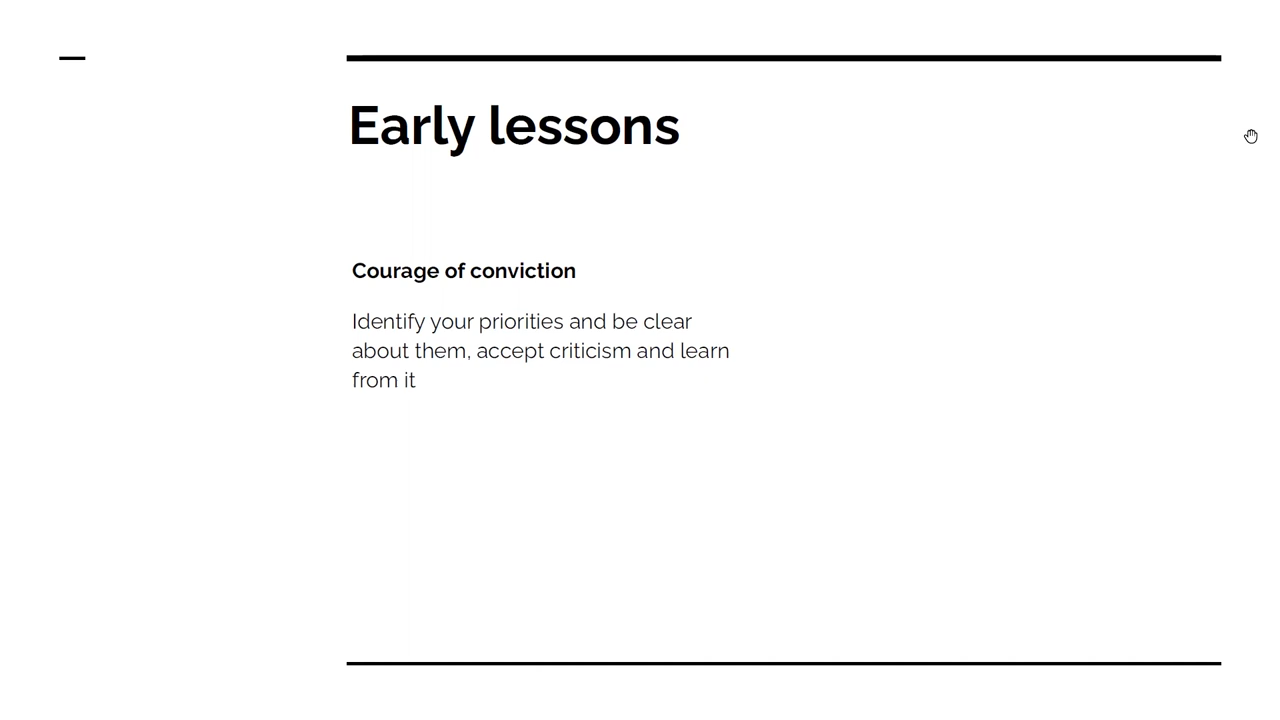 Early lessons
Courage of conviction
Identify your priorities and be clear
about them, accept criticism and learn
from it